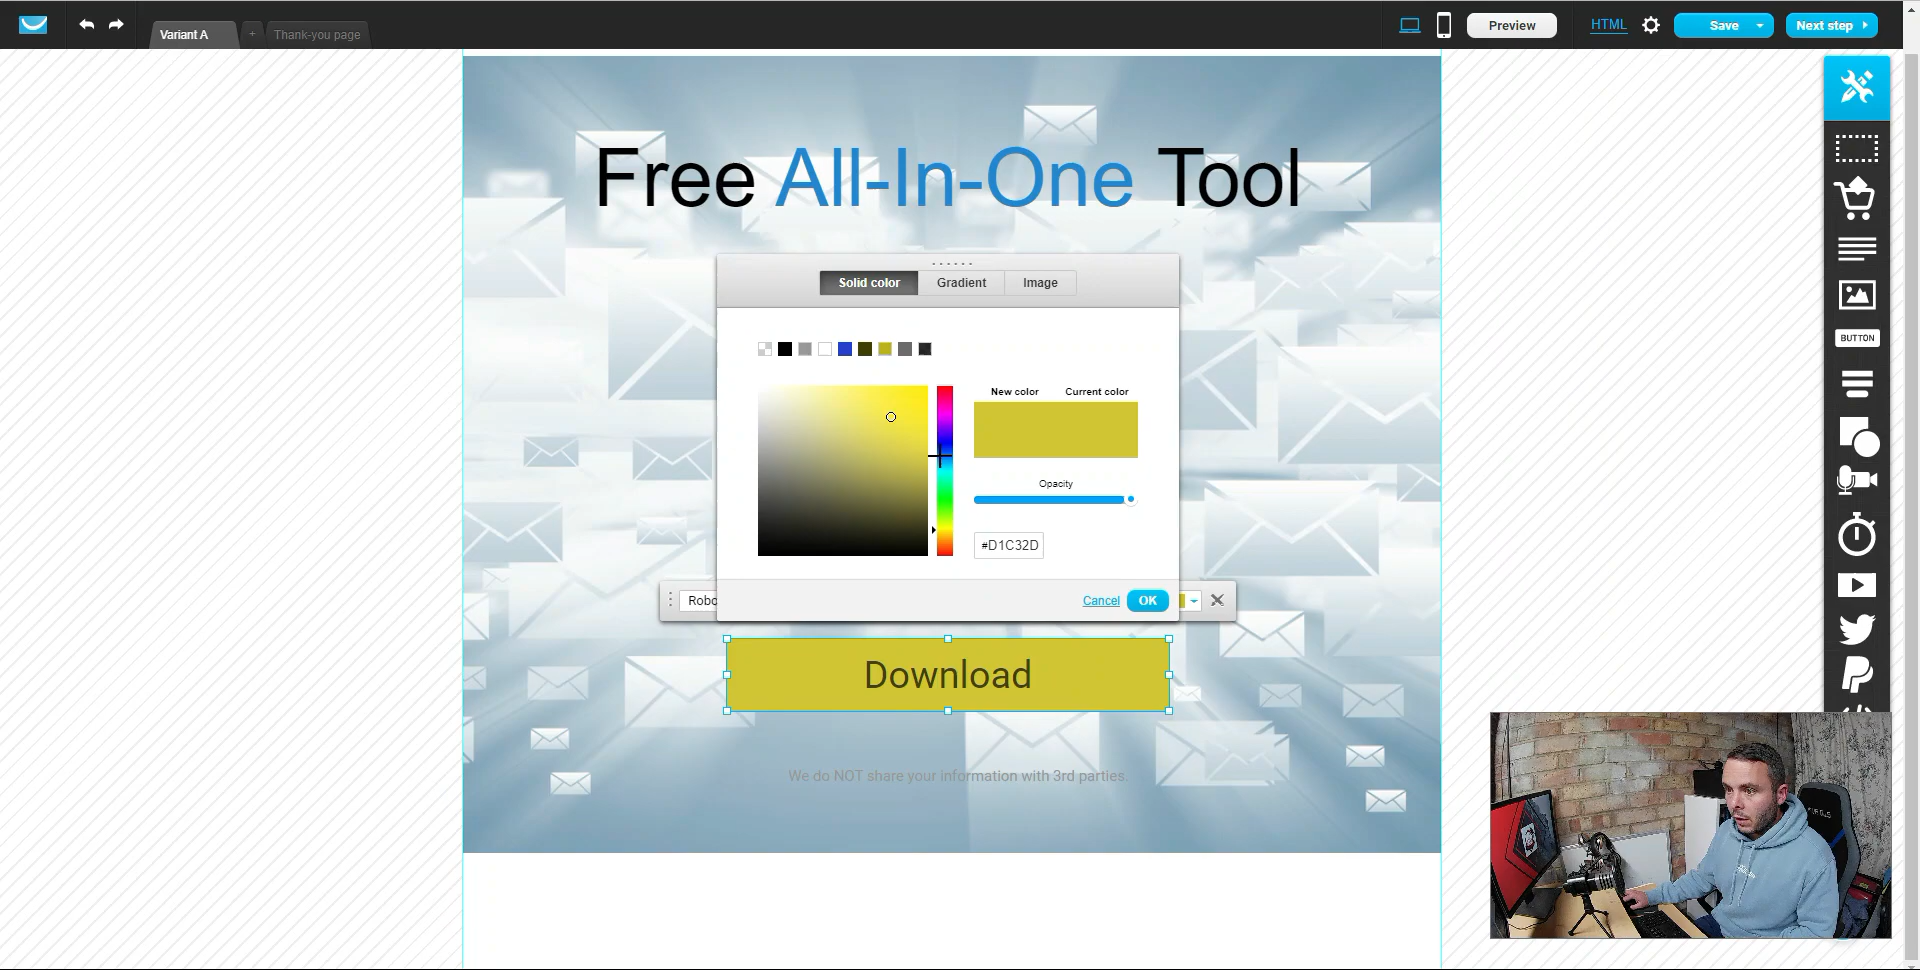 Variant A
+
Thank-you page
Preview
HTML
Save
Next step
Free All-In-One Tool
Solid color
Gradient
Image
New color
Current color
Opacity
#D1C32D
Robo
Cancel
OK
BUTTON
Download
We do NOT share your information with 3rd parties.